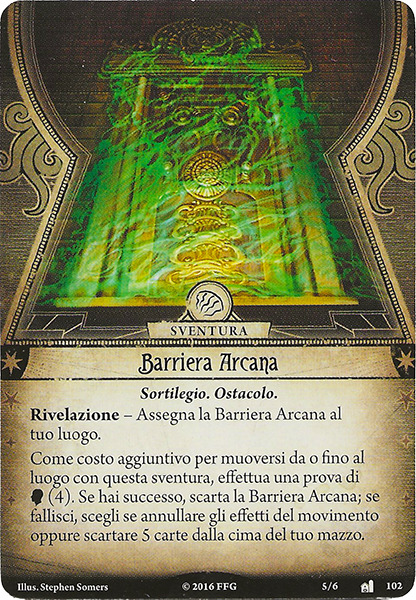 SVENTURA
Barriera Arcana
Sortilegio. Ostacolo.
Rivelazione – Assegna la Barriera Arcana al
tuo luogo.
Come costo aggiuntivo per muoversi da o fino al
luogo con questa sventura, effettua una prova di
(4). Se hai successo, scarta la Barriera Arcana; se
fallisci, scegli se annullare gli effetti del movimento
oppure scartare 5 carte dalla cima del tuo mazzo.
Illus. Stephen Somers © 2016 FFG 5/6 102